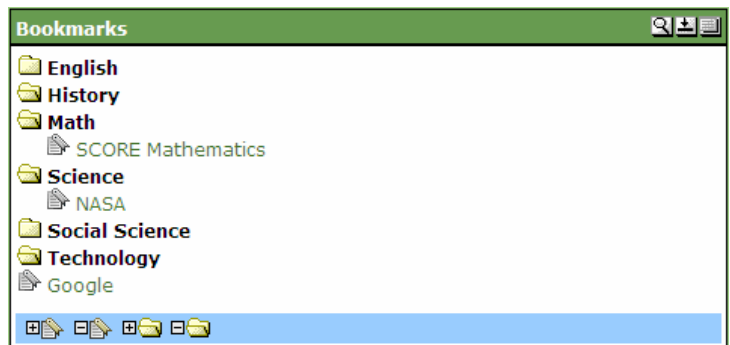 Bookmarks
English
History
Math
SCORE Mathematics
Science
NASA
Social Science
Technology
Google